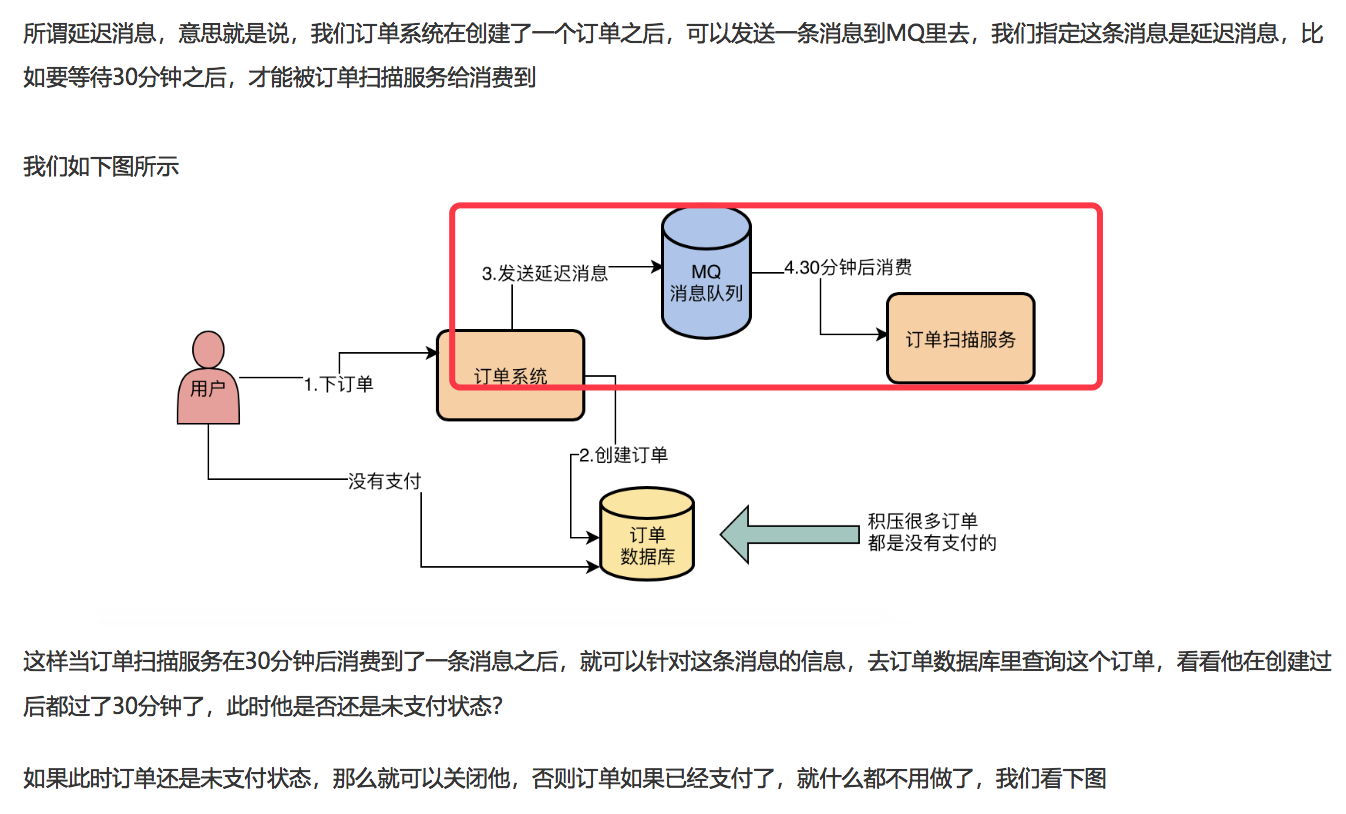 所谓延迟消息，意思就是说，我们订单系统在创建了一个订单之后，可以发送一条消息到MQ里去，我们指定这条消息是延迟消息，比
如要等待30分钟之后，才能被订单扫描服务给消费到
我们如下图所示
3.发送延迟消息
MQ
消息队列
4.30分钟后消费
订单扫描服务
用户
1.下订单
订单系统
2.创建订单
没有支付
订单
数据库
积压很多订单
都是没有支付的
这样当订单扫描服务在30分钟后消费到了一条消息之后，就可以针对这条消息的信息，去订单数据库里查询这个订单，看看他在创建过
后都过了30分钟了，此时他是否还是未支付状态？
如果此时订单还是未支付状态，那么就可以关闭他，否则订单如果已经支付了，就什么都不用做了，我们看下图